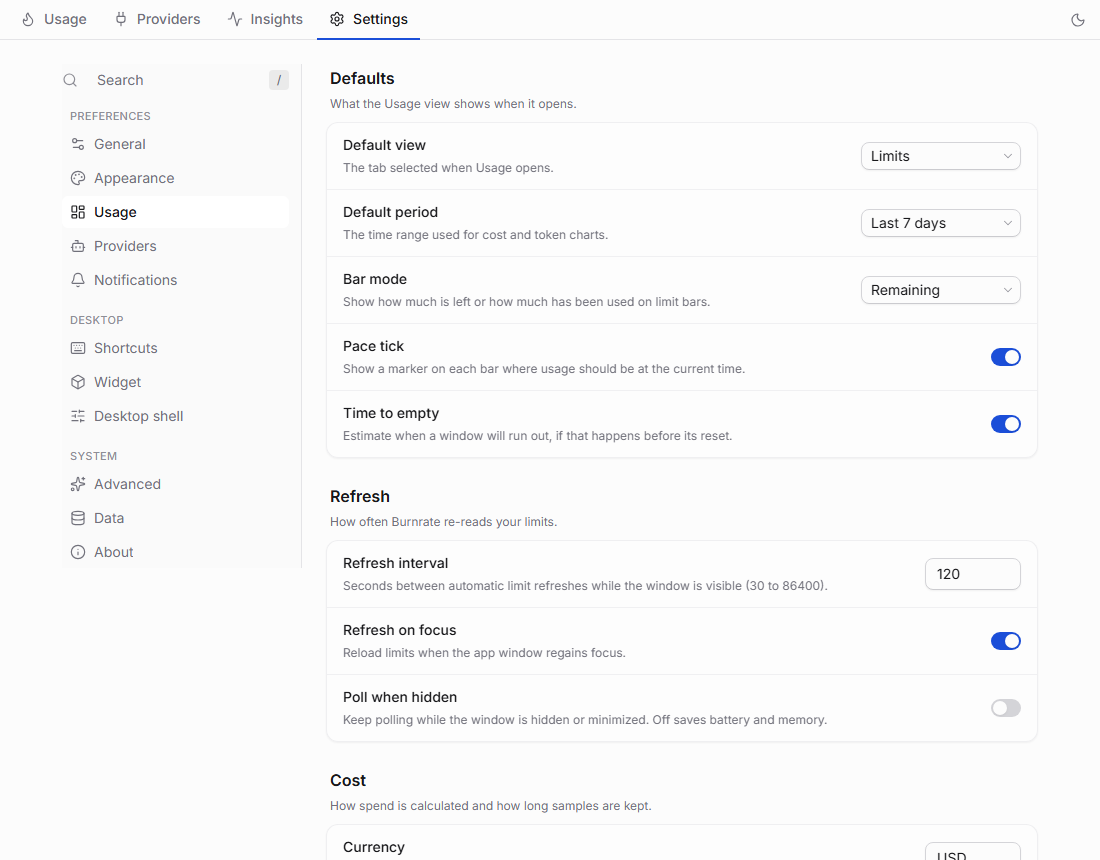 Usage Providers Insights Settings
Search /
PREFERENCES
General
Appearance
Usage
Providers
Notifications
DESKTOP
Shortcuts
Widget
Desktop shell
SYSTEM
Advanced
Data
About
Defaults
What the Usage view shows when it opens.
Default view
The tab selected when Usage opens.
Limits
Default period
The time range used for cost and token charts.
Last 7 days
Bar mode
Show how much is left or how much has been used on limit bars.
Remaining
Pace tick
Show a marker on each bar where usage should be at the current time.
Time to empty
Estimate when a window will run out, if that happens before its reset.
Refresh
How often Burnrate re-reads your limits.
Refresh interval
Seconds between automatic limit refreshes while the window is visible (30 to 86400).
120
Refresh on focus
Reload limits when the app window regains focus.
Poll when hidden
Keep polling while the window is hidden or minimized. Off saves battery and memory.
Cost
How spend is calculated and how long samples are kept.
Currency
USD